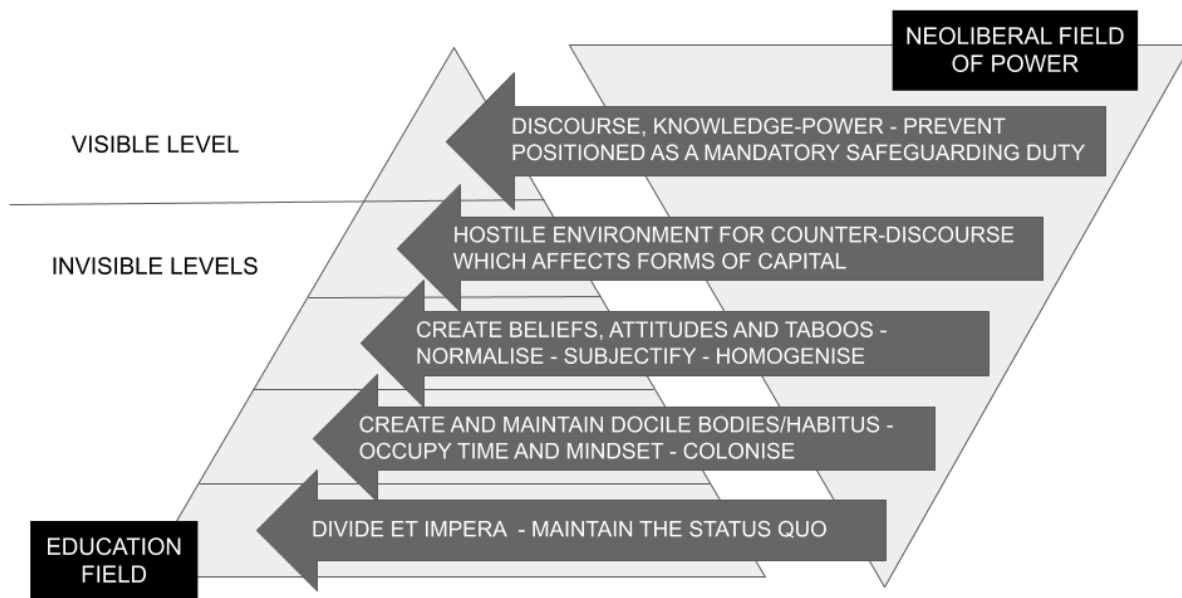 NEOLIBERAL FIELD
OF POWER
VISIBLE LEVEL
DISCOURSE, KNOWLEDGE-POWER - PREVENT
POSITIONED AS A MANDATORY SAFEGUARDING DUTY
INVISIBLE LEVELS
HOSTILE ENVIRONMENT FOR COUNTER-DISCOURSE
WHICH AFFECTS FORMS OF CAPITAL
CREATE BELIEFS, ATTITUDES AND TABOOS -
NORMALISE - SUBJECTIFY - HOMOGENISE
CREATE AND MAINTAIN DOCILE BODIES/HABITUS -
OCCUPY TIME AND MINDSET - COLONISE
DIVIDE ET IMPERA - MAINTAIN THE STATUS QUO
EDUCATION
FIELD